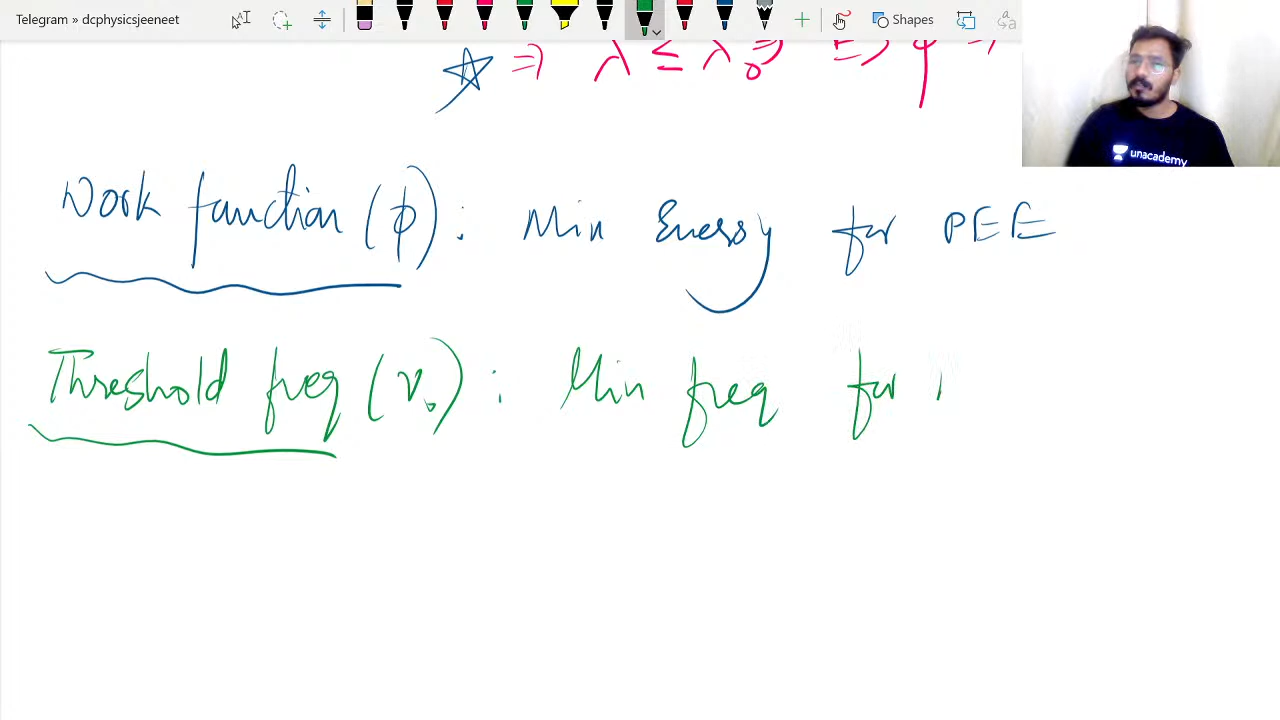 Telegram » dcphysicsjeeneet
Shapes
⇒ λ ≤ λ₀ ⇒ E ≥ φ ⇒
unacademy
Work function (φ) : Min Energy for PEE
Threshold freq (ν₀) : Min freq for